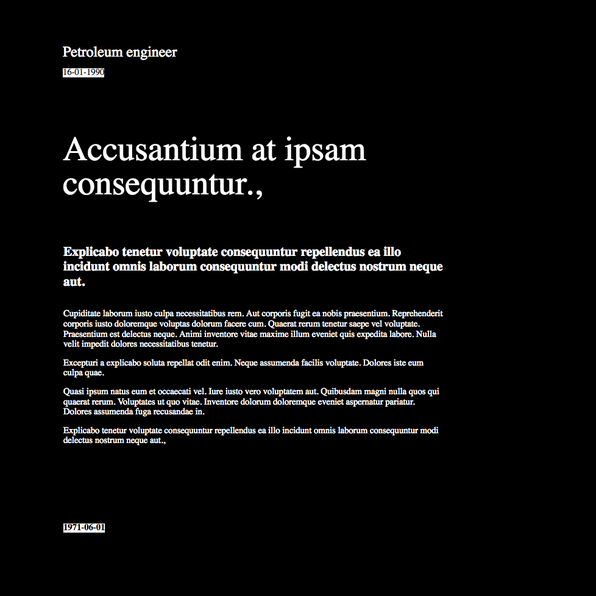 Petroleum engineer
16-01-1990
Accusantium at ipsam
consequuntur.,
Explicabo tenetur voluptate consequuntur repellendus ea illo
incidunt omnis laborum consequuntur modi delectus nostrum neque
aut.
Cupiditate laborum iusto culpa necessitatibus rem. Aut corporis fugit ea nobis praesentium. Reprehenderit
corporis iusto doloremque voluptas dolorum facere cum. Quaerat rerum tenetur saepe vel voluptate.
Praesentium est delectus neque. Animi inventore vitae maxime illum eveniet quis expedita labore. Nulla
velit impedit dolores necessitatibus tenetur.
Excepturi a explicabo soluta repellat odit enim. Neque assumenda facilis voluptate. Dolores iste eum
culpa quae.
Quasi ipsum natus eum et occaecati vel. Iure iusto vero voluptatem aut. Quibusdam magni nulla quos qui
quaerat rerum. Voluptates ut quo vitae. Inventore dolorum doloremque eveniet aspernatur pariatur.
Dolores assumenda fuga recusandae in.
Explicabo tenetur voluptate consequuntur repellendus ea illo incidunt omnis laborum consequuntur modi
delectus nostrum neque aut.,
1971-06-01